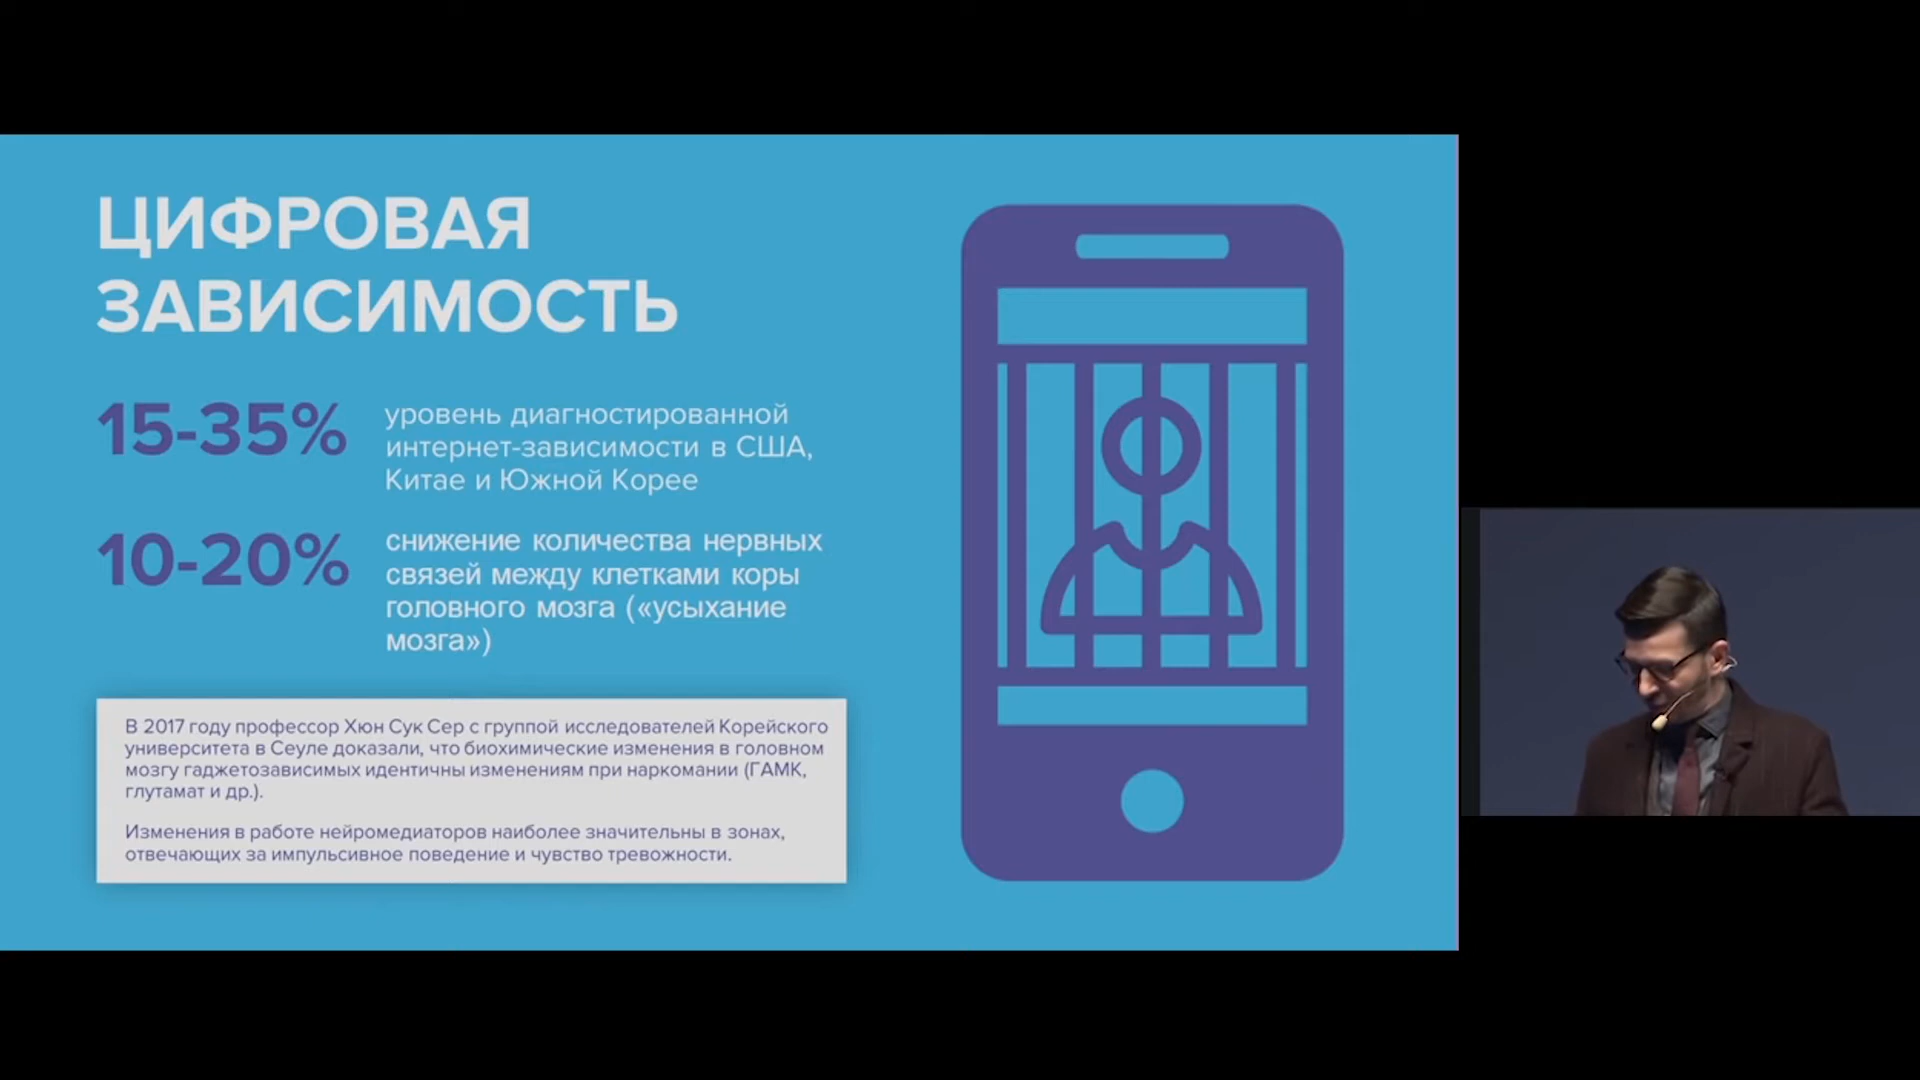 ЦИФРОВАЯ
ЗАВИСИМОСТЬ
15-35%
уровень диагностированной
интернет-зависимости в США,
Китае и Южной Корее
10-20%
снижение количества нервных
связей между клетками коры
головного мозга («усыхание
мозга»)
В 2017 году профессор Хюн Сук Сер с группой исследователей Корейского
университета в Сеуле доказали, что биохимические изменения в головном
мозгу гаджетозависимых идентичны изменениям при наркомании (ГАМК,
глутамат и др.).
Изменения в работе нейромедиаторов наиболее значительны в зонах,
отвечающих за импульсивное поведение и чувство тревожности.